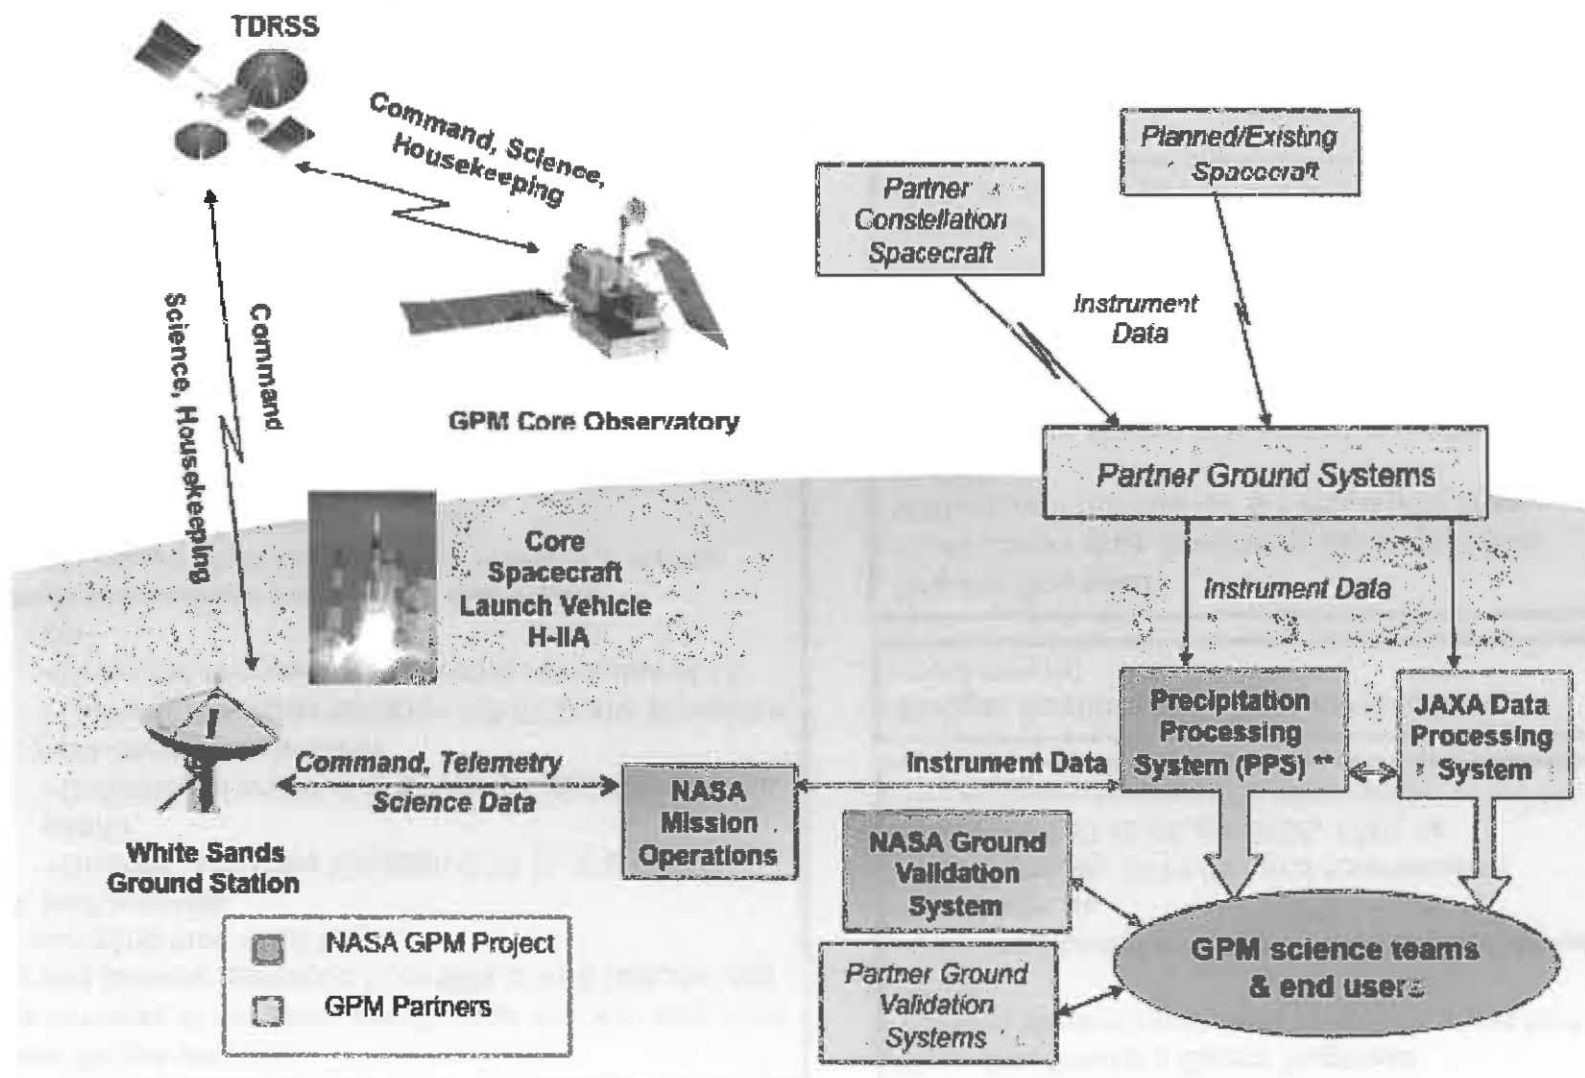 TDRSS
Command, Science,
Housekeeping
Planned/Existing
Spacecraft
Partner
Constellation
Spacecraft
Instrument
Data
Command
Science, Housekeeping
GPM Core Observatory
Partner Ground Systems
Core
Spacecraft
Launch Vehicle
H-IIA
Instrument Data
Precipitation
Processing
System (PPS) **
JAXA Data
Processing
System
Command, Telemetry
Science Data
NASA
Mission
Operations
Instrument Data
White Sands
Ground Station
NASA Ground
Validation
System
GPM science teams
& end users
Partner Ground
Validation
Systems
NASA GPM Project
GPM Partners